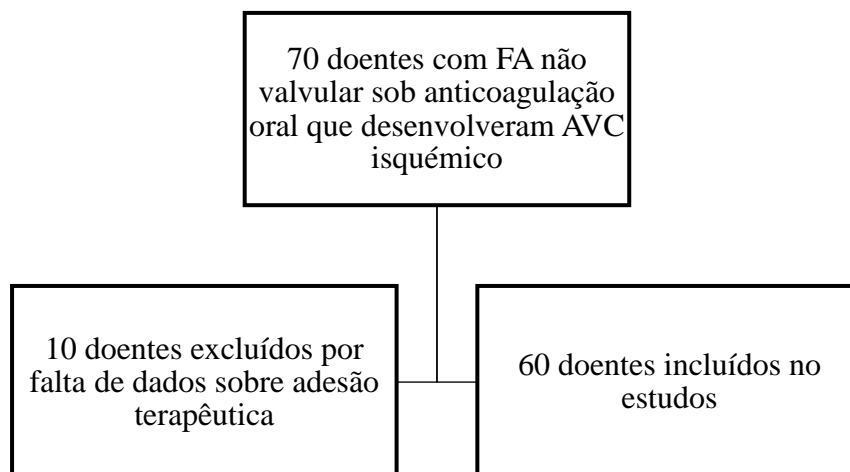 70 doentes com FA não
valvular sob anticoagulação
oral que desenvolveram AVC
isquémico
10 doentes excluídos por
falta de dados sobre adesão
terapêutica
60 doentes incluídos no
estudos